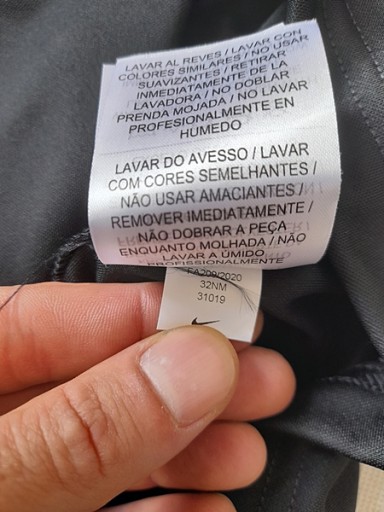 LAVAR AL REVES / LAVAR CON
COLORES SIMILARES / NO USAR
SUAVIZANTES / RETIRAR
INMEDIATAMENTE DE LA
LAVADORA / NO DOBLAR
PRENDA MOJADA / NO LAVAR
PROFESIONALMENTE EN
HUMEDO
LAVAR DO AVESSO / LAVAR
COM CORES SEMELHANTES /
NÃO USAR AMACIANTES /
REMOVER IMEDIATAMENTE /
NÃO DOBRAR A PEÇA
ENQUANTO MOLHADA / NÃO
LAVAR A ÚMIDO
PROFISSIONALMENTE
/2020
32NM
31019